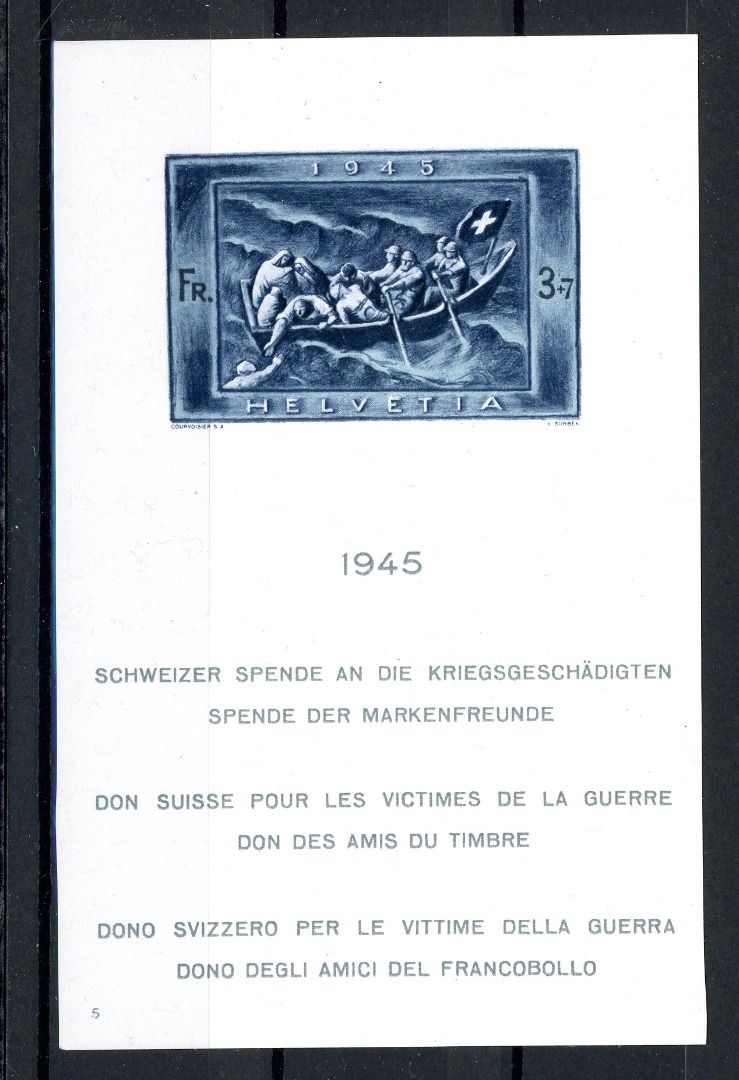 1945
FR. 3+7
HELVETIA
COURVOISIER S A V. SURBEK
1945
SCHWEIZER SPENDE AN DIE KRIEGSGESCHÄDIGTEN
SPENDE DER MARKENFREUNDE
DON SUISSE POUR LES VICTIMES DE LA GUERRE
DON DES AMIS DU TIMBRE
DONO SVIZZERO PER LE VITTIME DELLA GUERRA
DONO DEGLI AMICI DEL FRANCOBOLLO
5